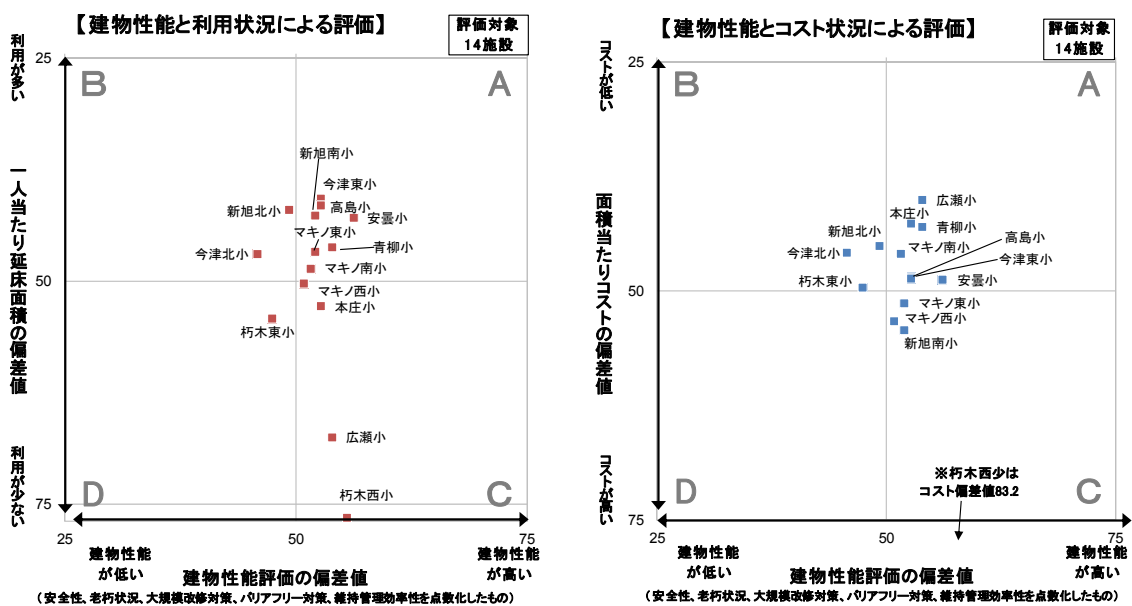 【建物性能と利用状況による評価】
評価対象
14施設
利用が多い
25
B
A
新旭南小
今津東小
新旭北小
高島小
安曇小
マキノ東小
今津北小
青柳小
一人当たり延床面積の偏差値
マキノ南小
50
マキノ西小
本庄小
朽木東小
広瀬小
利用が少ない
朽木西小
D
C
75
25
50
75
建物性能
が低い
建物性能評価の偏差値
建物性能
が高い
(安全性、老朽状況、大規模改修対策、バリアフリー対策、維持管理効率性を点数化したもの)
【建物性能とコスト状況による評価】
評価対象
14施設
コストが低い
25
B
A
広瀬小
本庄小
青柳小
新旭北小
高島小
今津北小
マキノ南小
今津東小
面積当たりコストの偏差値
朽木東小
安曇小
50
マキノ東小
マキノ西小
新旭南小
コストが高い
※朽木西少は
コスト偏差値83.2
D
C
75
25
50
75
建物性能
が低い
建物性能評価の偏差値
建物性能
が高い
(安全性、老朽状況、大規模改修対策、バリアフリー対策、維持管理効率性を点数化したもの)